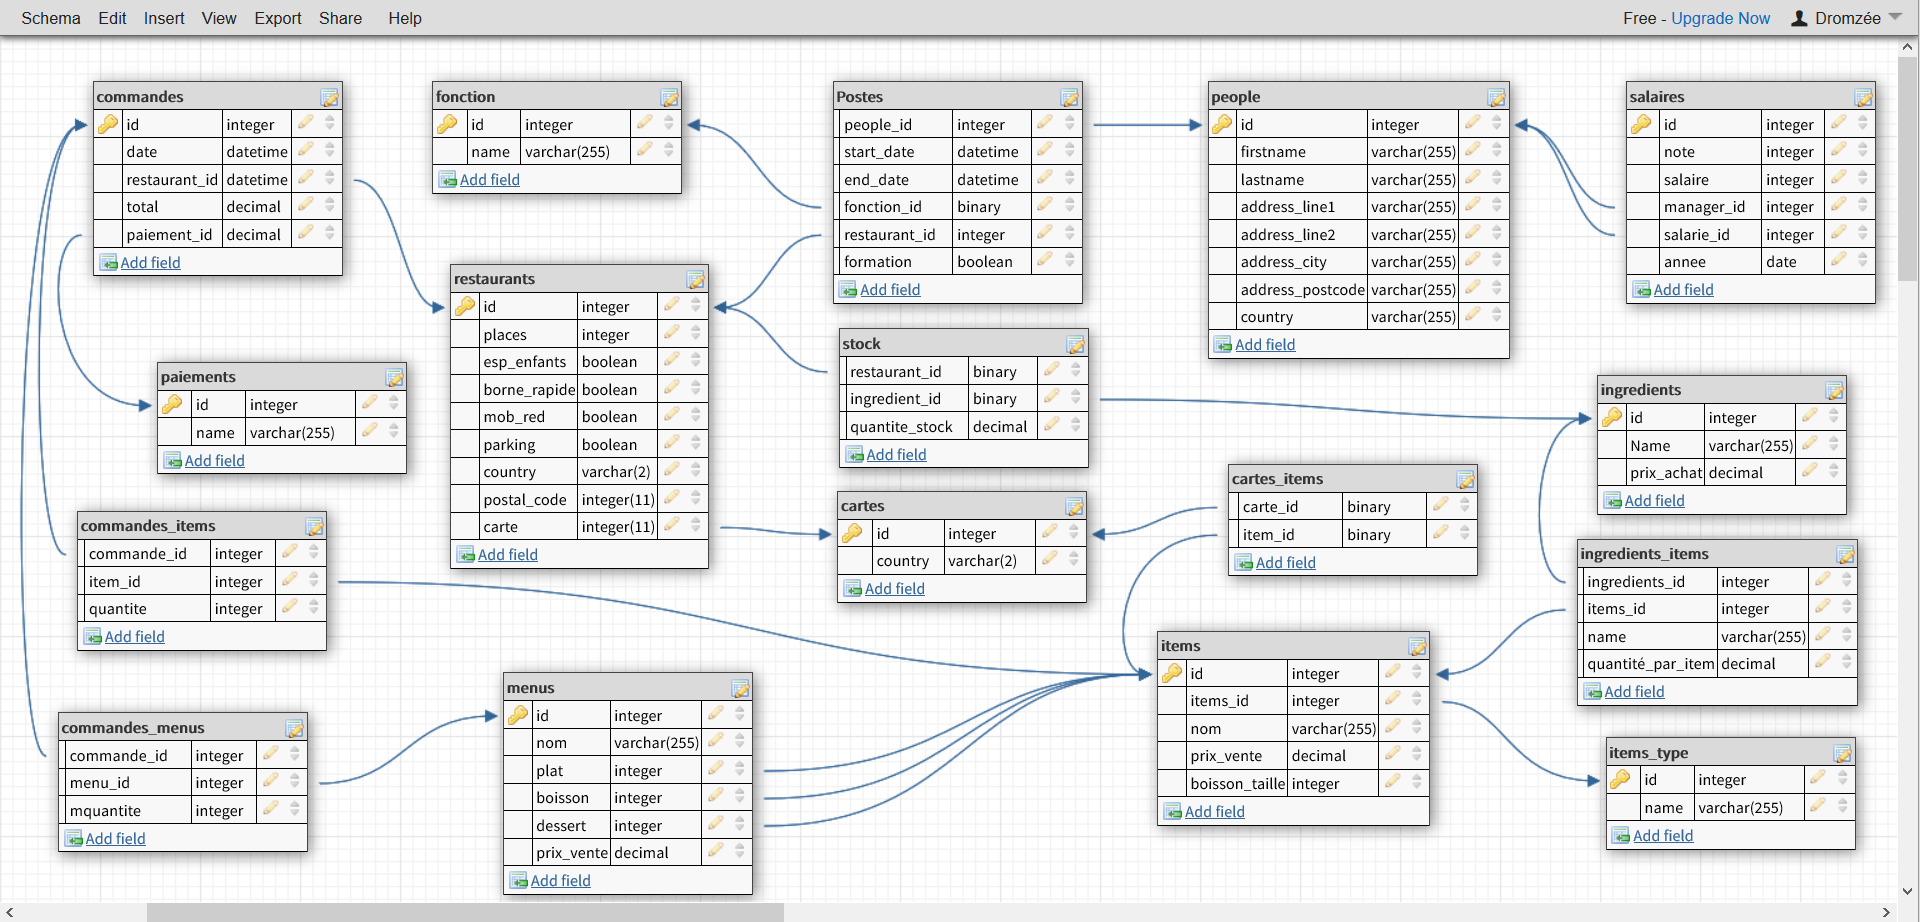 Schema Edit Insert View Export Share Help Free - Upgrade Now Dromzée
commandes
id integer
date datetime
restaurant_id datetime
total decimal
paiement_id decimal
Add field
fonction
id integer
name varchar(255)
Add field
Postes
people_id integer
start_date datetime
end_date datetime
fonction_id binary
restaurant_id integer
formation boolean
Add field
people
id integer
firstname varchar(255)
lastname varchar(255)
address_line1 varchar(255)
address_line2 varchar(255)
address_city varchar(255)
address_postcode varchar(255)
country varchar(255)
Add field
salaires
id integer
note integer
salaire integer
manager_id integer
salarie_id integer
annee date
Add field
restaurants
id integer
places integer
esp_enfants boolean
borne_rapide boolean
mob_red boolean
parking boolean
country varchar(2)
postal_code integer(11)
carte integer(11)
Add field
stock
restaurant_id binary
ingredient_id binary
quantite_stock decimal
Add field
paiements
id integer
name varchar(255)
Add field
ingredients
id integer
Name varchar(255)
prix_achat decimal
Add field
cartes_items
carte_id binary
item_id binary
Add field
cartes
id integer
country varchar(2)
Add field
commandes_items
commande_id integer
item_id integer
quantite integer
Add field
ingredients_items
ingredients_id integer
items_id integer
name varchar(255)
quantité_par_item decimal
Add field
items
id integer
items_id integer
nom varchar(255)
prix_vente decimal
boisson_taille integer
Add field
menus
id integer
nom varchar(255)
plat integer
boisson integer
dessert integer
prix_vente decimal
Add field
commandes_menus
commande_id integer
menu_id integer
mquantite integer
Add field
items_type
id integer
name varchar(255)
Add field